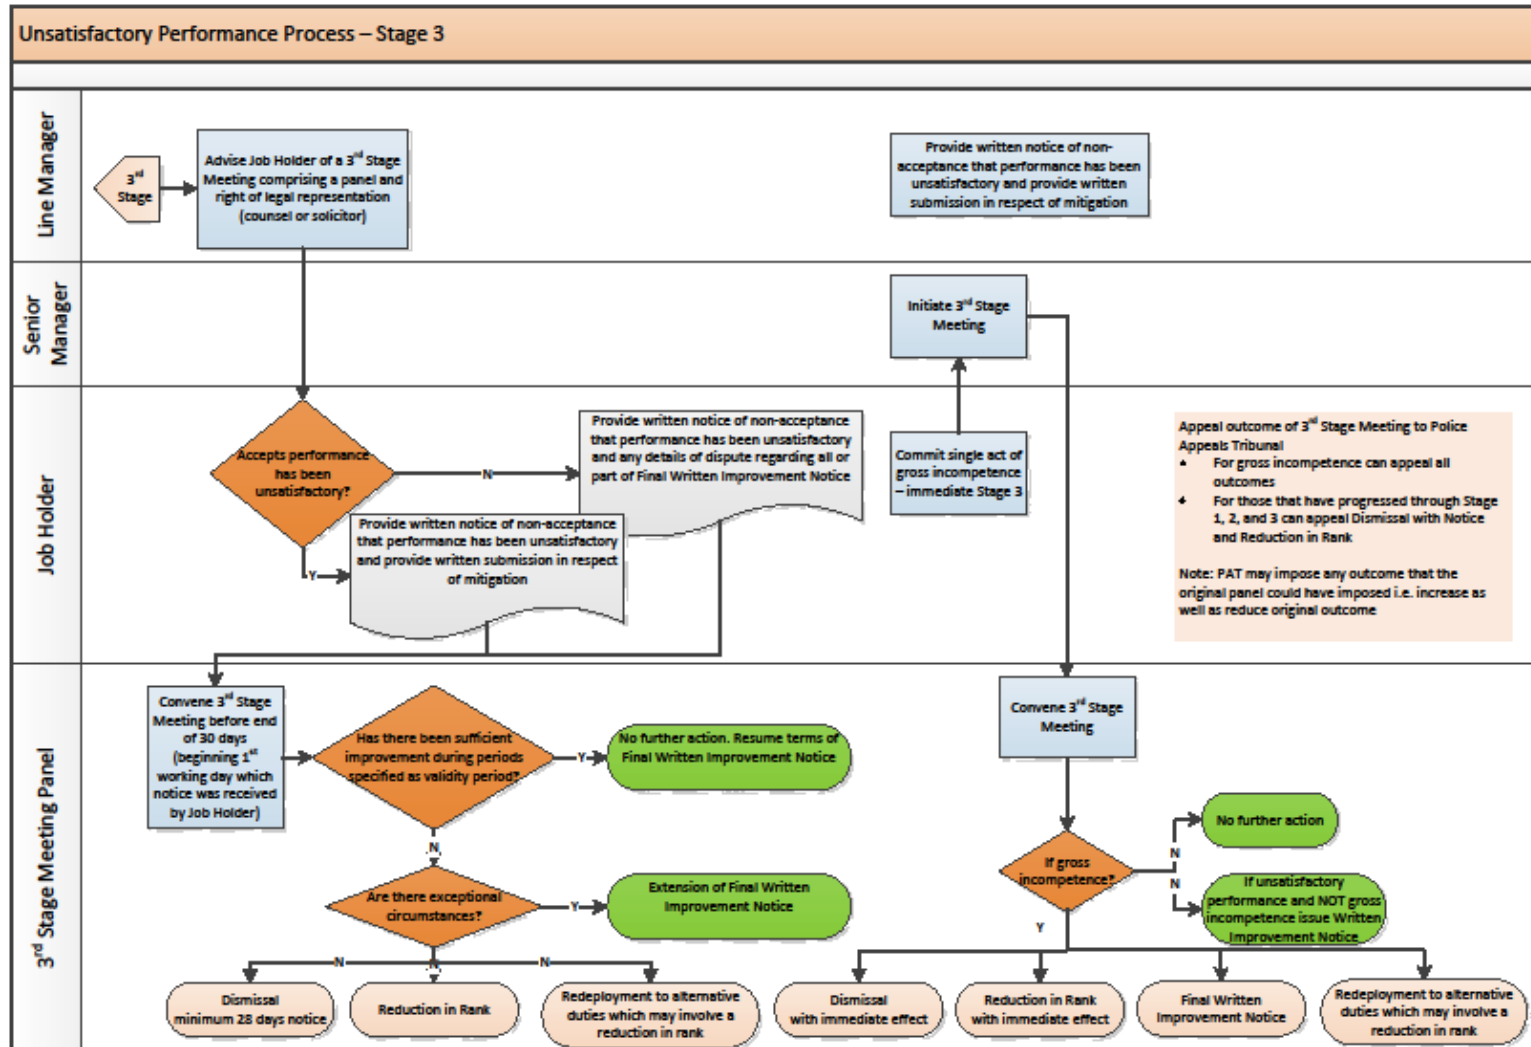 Unsatisfactory Performance Process – Stage 3
Line Manager
3rd
Stage
Advise Job Holder of a 3rd Stage
Meeting comprising a panel and
right of legal representation
(counsel or solicitor)
Provide written notice of non-
acceptance that performance has been
unsatisfactory and provide written
submission in respect of mitigation
Senior
Manager
Initiate 3rd Stage
Meeting
Job Holder
Accepts performance
has been
unsatisfactory?
N
Y
Provide written notice of non-acceptance
that performance has been unsatisfactory
and any details of dispute regarding all or
part of Final Written Improvement Notice
Provide written notice of non-acceptance
that performance has been unsatisfactory
and provide written submission in respect
of mitigation
Commit single act of
gross incompetence
– immediate Stage 3
Appeal outcome of 3rd Stage Meeting to Police
Appeals Tribunal
• For gross incompetence can appeal all
outcomes
• For those that have progressed through Stage
1, 2, and 3 can appeal Dismissal with Notice
and Reduction in Rank
Note: PAT may impose any outcome that the
original panel could have imposed i.e. increase as
well as reduce original outcome
3rd Stage Meeting Panel
Convene 3rd Stage
Meeting before end
of 30 days
(beginning 1st
working day which
notice was received
by Job Holder)
Has there been sufficient
improvement during periods
specified as validity period?
Y
No further action. Resume terms of
Final Written Improvement Notice
N
Are there exceptional
circumstances?
Y
Extension of Final Written
Improvement Notice
N
N
N
Dismissal
minimum 28 days notice
Reduction in Rank
Redeployment to alternative
duties which may involve a
reduction in rank
Convene 3rd Stage
Meeting
If gross
incompetence?
N
No further action
N
If unsatisfactory
performance and NOT gross
incompetence issue Written
Improvement Notice
Y
Dismissal
with immediate effect
Reduction in Rank
with immediate effect
Final Written
Improvement Notice
Redeployment to alternative
duties which may involve a
reduction in rank